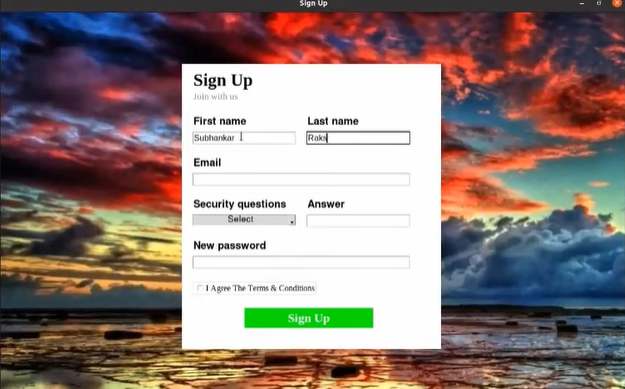 Sign Up
Sign Up
Join with us
First name Last name
Subhankar Raks
Email
Security questions Answer
Select
New password
I Agree The Terms & Conditions
Sign Up